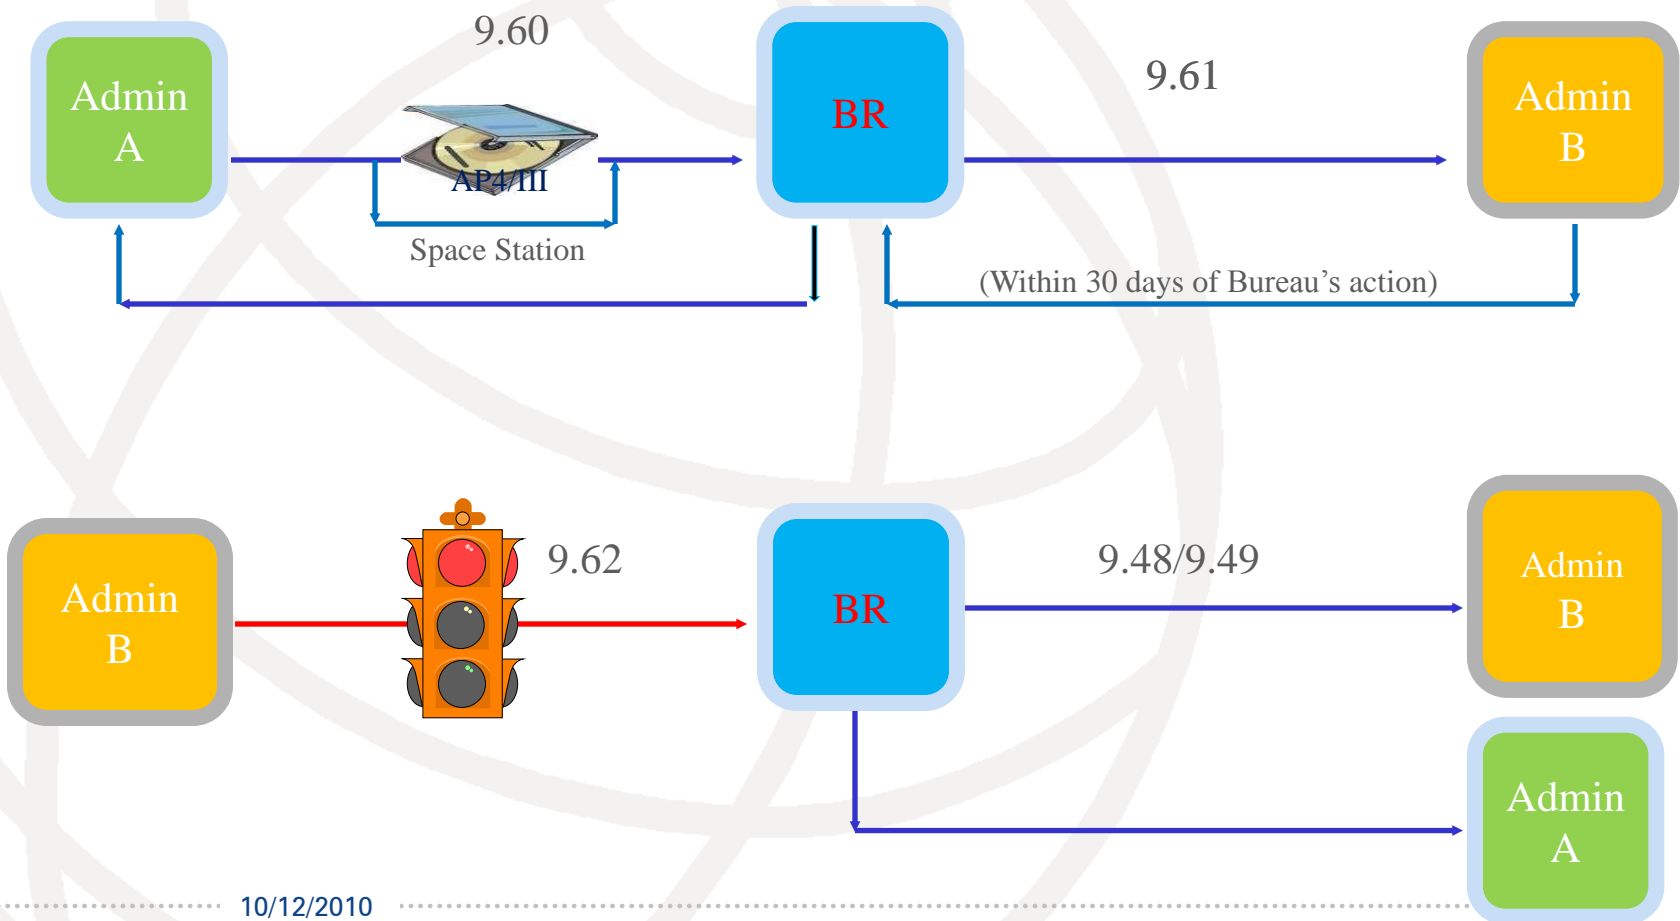 9.60
Admin
A
AP4/III
Space Station
BR
9.61
Admin
B
(Within 30 days of Bureau's action)
Admin
B
9.62
BR
9.48/9.49
Admin
B
Admin
A
10/12/2010